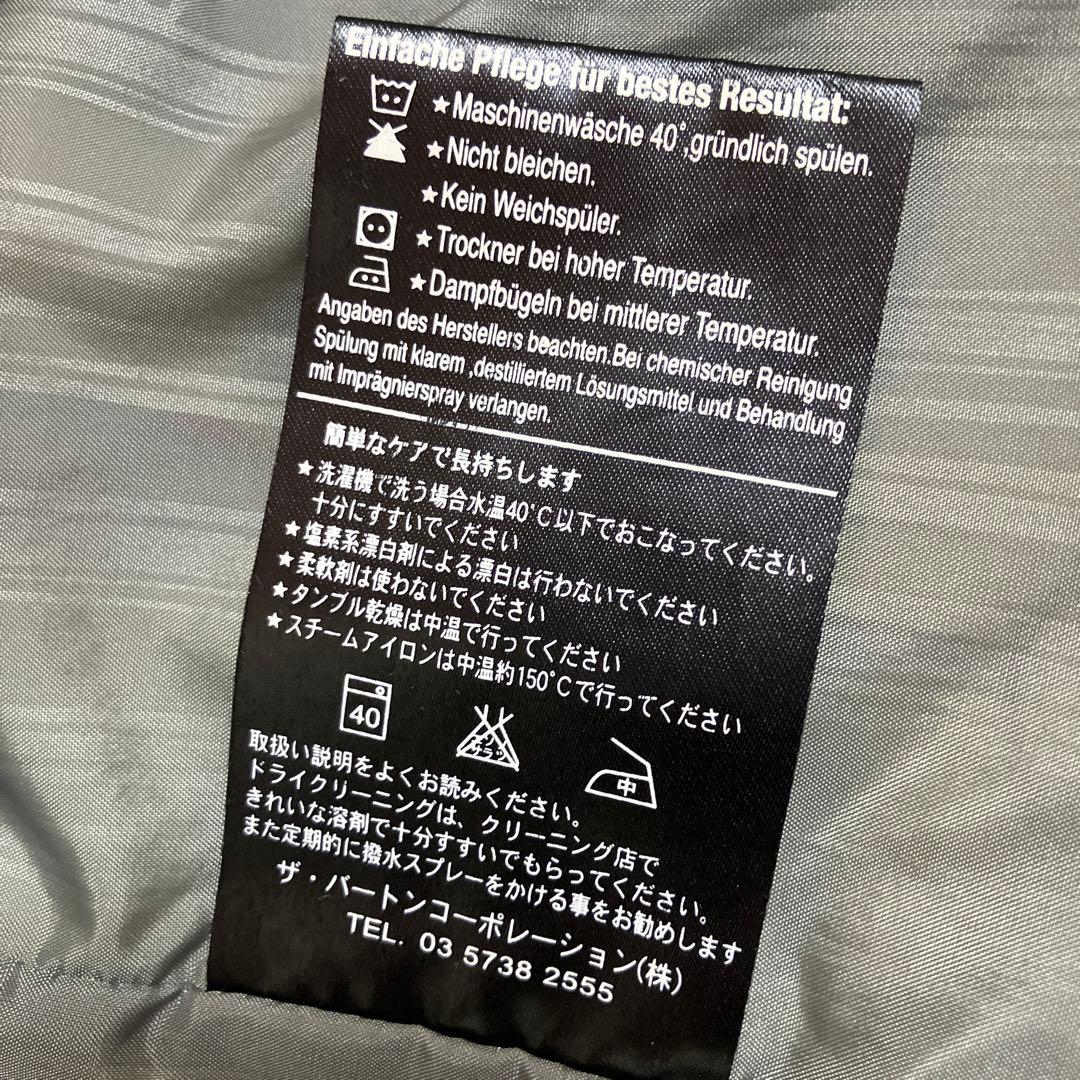 Einfache Pflege für bestes Resultat:
★Maschinenwäsche 40°,gründlich spülen.
★Nicht bleichen.
★Kein Weichspüler.
★Trockner bei hoher Temperatur.
★Dampfbügeln bei mittlerer Temperatur.
Angaben des Herstellers beachten.Bei chemischer Reinigung
Spülung mit klarem ,destilliertem Lösungsmittel und Behandlung
mit Imprägnierspray verlangen.
簡単なケアで長持ちします
★洗濯機で洗う場合水温40°C以下でおこなってください。
十分にすすいでください
★塩素系漂白剤による漂白は行わないでください
★柔軟剤は使わないでください
★タンブル乾燥は中温で行ってください
★スチームアイロンは中温約150°Cで行ってください
40
エンソ
サラシ
中
取扱い説明をよくお読みください。
ドライクリーニングは、クリーニング店で
きれいな溶剤で十分すすいでもらってください。
また定期的に撥水スプレーをかける事をお勧めします
ザ・バートンコーポレーション(株)
TEL. 03 5738 2555